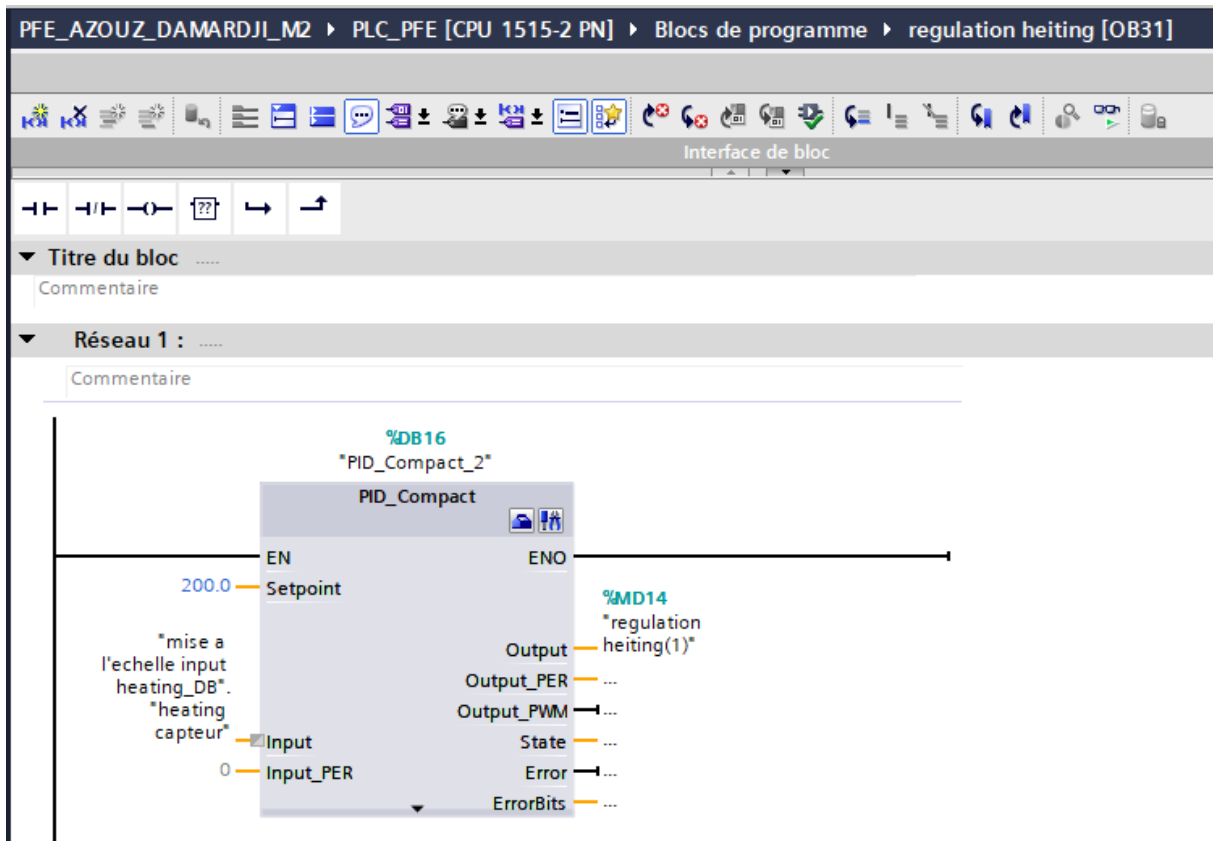 PFE_AZOUZ_DAMARDJI_M2 ▸ PLC_PFE [CPU 1515-2 PN] ▸ Blocs de programme ▸ regulation heiting [OB31]
Interface de bloc
??
Titre du bloc .....
Commentaire
Réseau 1 : .....
Commentaire
%DB16
"PID_Compact_2"
PID_Compact
EN
ENO
200.0
Setpoint
%MD14
"regulation
heiting(1)"
"mise a
l'echelle input
heating_DB".
"heating
capteur"
Output
Output_PER
...
Output_PWM
...
Input
State
...
0
Input_PER
Error
...
ErrorBits
...